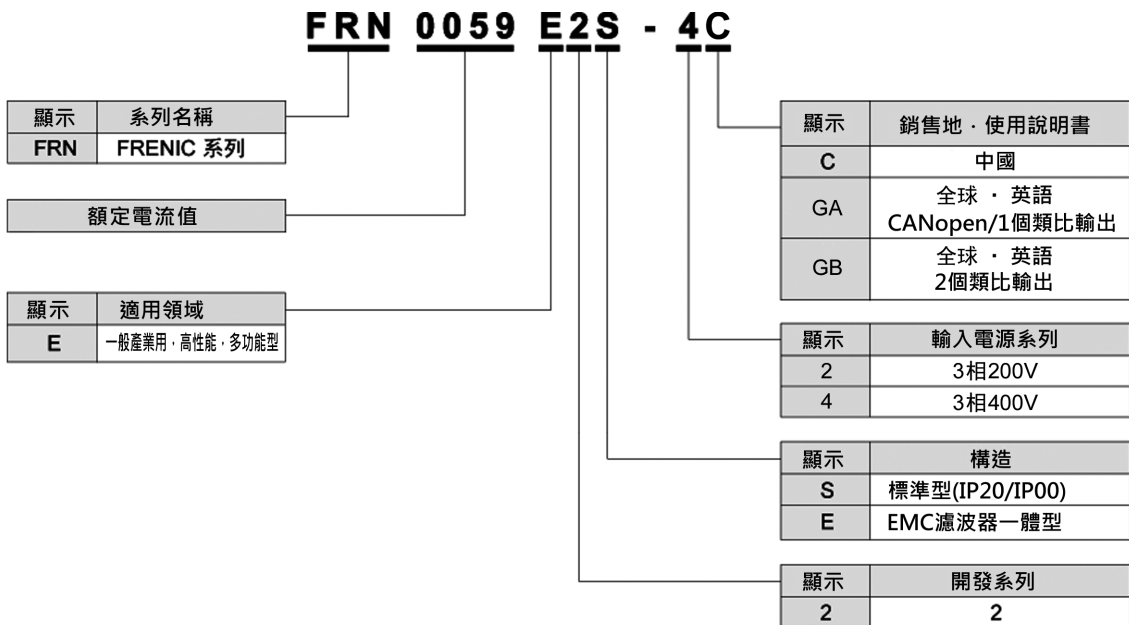 FRN 0059 E2S - 4C
顯示 系列名稱
FRN FRENIC 系列
額定電流值
顯示 適用領域
E 一般產業用·高性能·多功能型
顯示 銷售地·使用說明書
C 中國
GA 全球 · 英語
CANopen/1個類比輸出
GB 全球 · 英語
2個類比輸出
顯示 輸入電源系列
2 3相200V
4 3相400V
顯示 構造
S 標準型(IP20/IP00)
E EMC濾波器一體型
顯示 開發系列
2 2